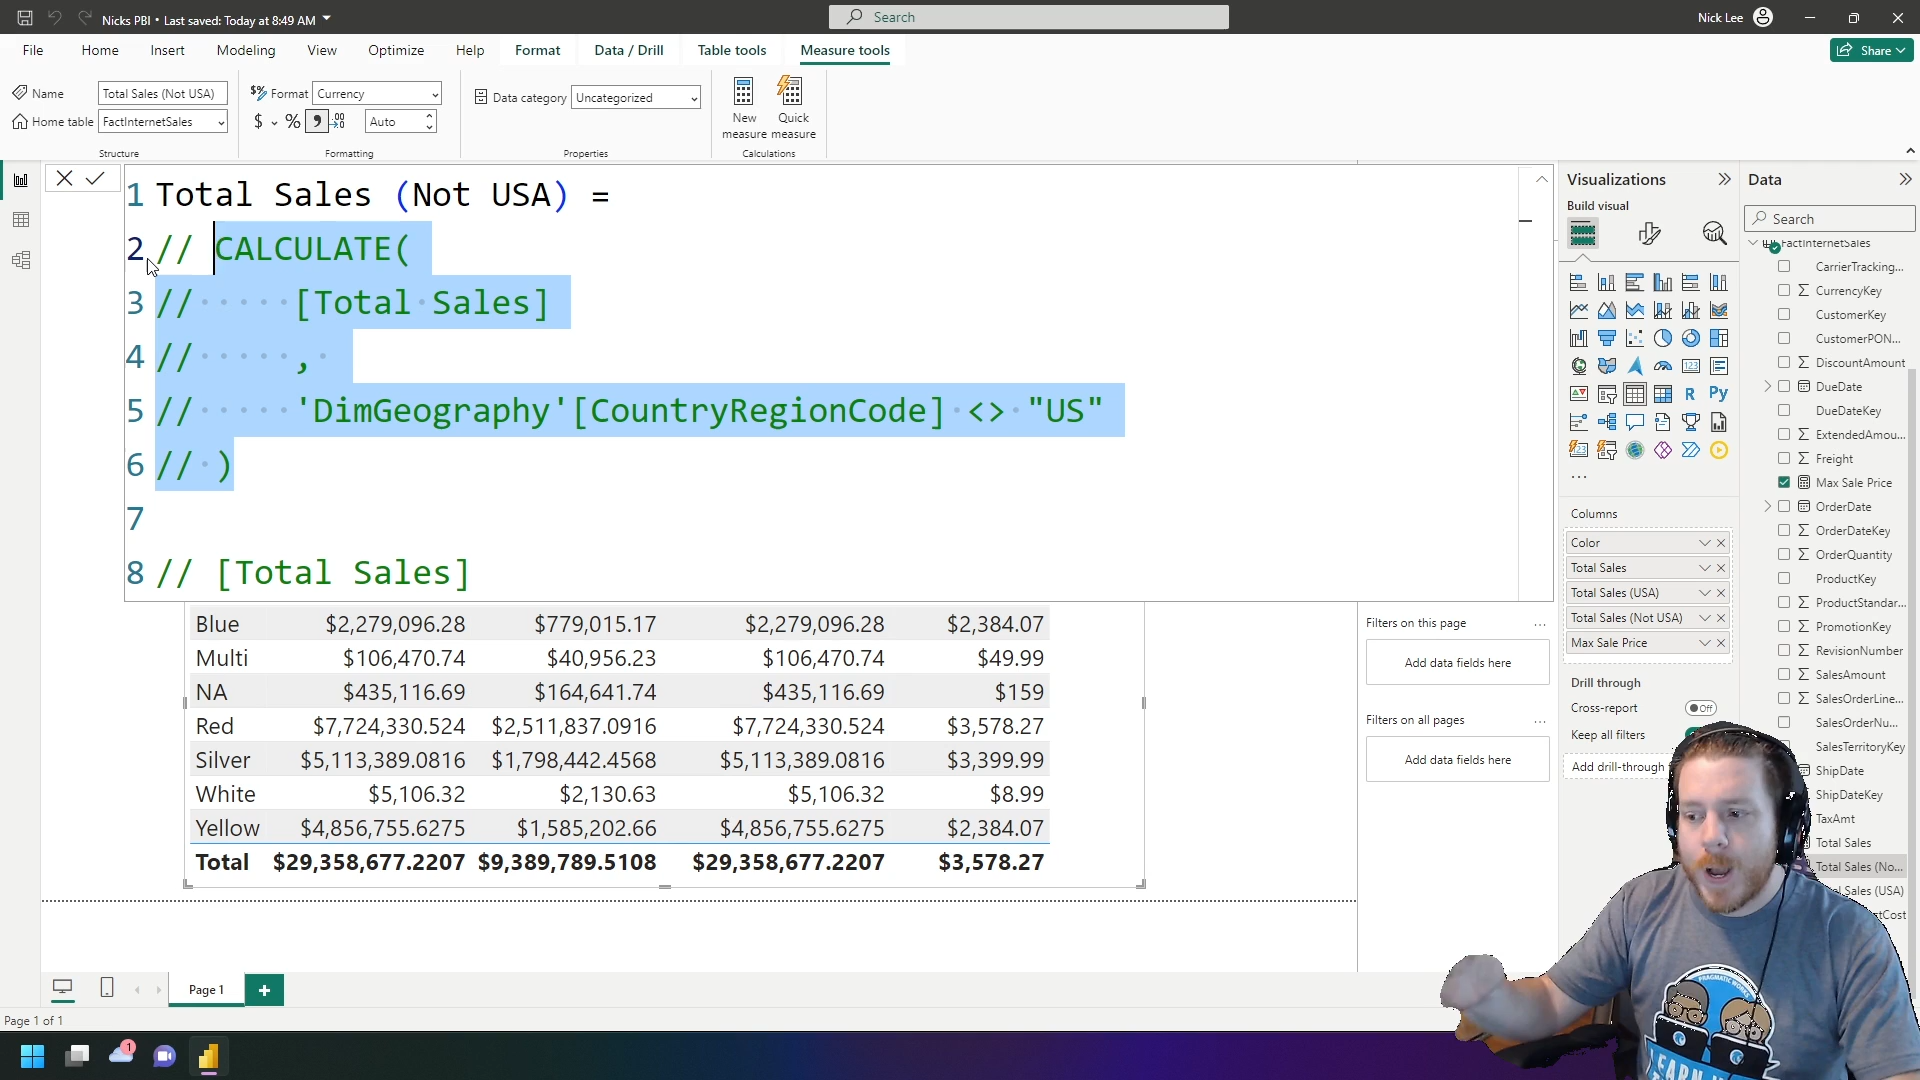 Nicks PBI • Last saved: Today at 8:49 AM
Search
Nick Lee
File
Home
Insert
Modeling
View
Optimize
Help
Format
Data / Drill
Table tools
Measure tools
Share
Name
Total Sales (Not USA)
Home table
FactInternetSales
Structure
$% Format
Currency
$
%
Auto
Formatting
Data category
Uncategorized
Properties
New measure
Quick measure
Calculations
1 Total Sales (Not USA) =
2 // CALCULATE(
3 // [Total Sales]
4 // ,
5 // 'DimGeography'[CountryRegionCode] <> "US"
6 // )
7
8 // [Total Sales]
Blue $2,279,096.28 $779,015.17 $2,279,096.28 $2,384.07
Multi $106,470.74 $40,956.23 $106,470.74 $49.99
NA $435,116.69 $164,641.74 $435,116.69 $159
Red $7,724,330.524 $2,511,837.0916 $7,724,330.524 $3,578.27
Silver $5,113,389.0816 $1,798,442.4568 $5,113,389.0816 $3,399.99
White $5,106.32 $2,130.63 $5,106.32 $8.99
Yellow $4,856,755.6275 $1,585,202.66 $4,856,755.6275 $2,384.07
Total $29,358,677.2207 $9,389,789.5108 $29,358,677.2207 $3,578.27
Filters on this page
...
Add data fields here
Filters on all pages
...
Add data fields here
Visualizations
Build visual
R
Py
123
...
Columns
Color
Total Sales
Total Sales (USA)
Total Sales (Not USA)
Max Sale Price
Drill through
Cross-report
Off
Keep all filters
Add drill-through
Data
Search
FactInternetSales
CarrierTracking...
CurrencyKey
CustomerKey
CustomerPON...
DiscountAmount
DueDate
DueDateKey
ExtendedAmou...
Freight
Max Sale Price
OrderDate
OrderDateKey
OrderQuantity
ProductKey
ProductStandar...
PromotionKey
RevisionNumber
SalesAmount
SalesOrderLine...
SalesOrderNu...
SalesTerritoryKey
ShipDate
ShipDateKey
TaxAmt
Total Sales
Total Sales (No...
Sales (USA)
PRAGMATIC WORKS
Page 1
Page 1 of 1
1